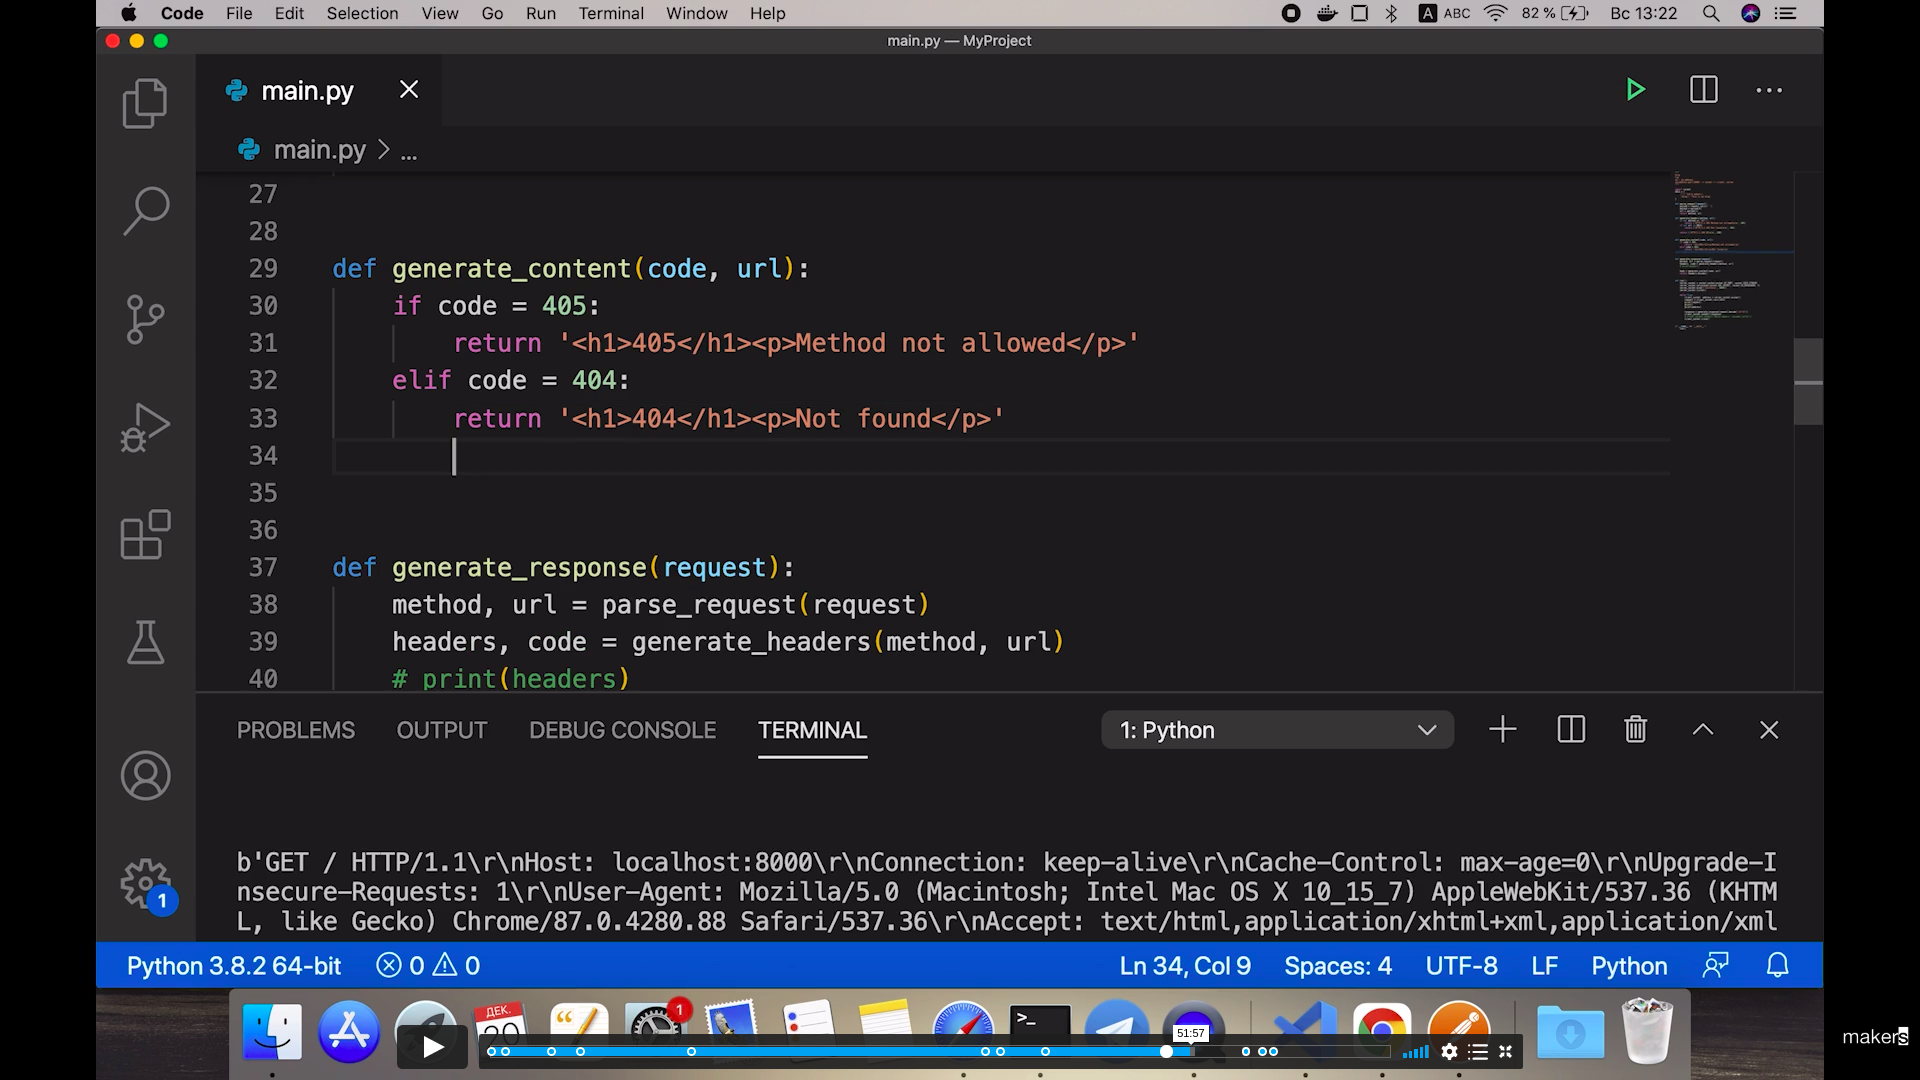 Code File Edit Selection View Go Run Terminal Window Help A ABC 82 % Вс 13:22
main.py — MyProject
main.py
main.py > ...
27
28
29 def generate_content(code, url):
30 if code = 405:
31 return '<h1>405</h1><p>Method not allowed</p>'
32 elif code = 404:
33 return '<h1>404</h1><p>Not found</p>'
34
35
36
37 def generate_response(request):
38 method, url = parse_request(request)
39 headers, code = generate_headers(method, url)
40 # print(headers)
PROBLEMS OUTPUT DEBUG CONSOLE TERMINAL 1: Python
b'GET / HTTP/1.1\r\nHost: localhost:8000\r\nConnection: keep-alive\r\nCache-Control: max-age=0\r\nUpgrade-I
nsecure-Requests: 1\r\nUser-Agent: Mozilla/5.0 (Macintosh; Intel Mac OS X 10_15_7) AppleWebKit/537.36 (KHTM
L, like Gecko) Chrome/87.0.4280.88 Safari/537.36\r\nAccept: text/html,application/xhtml+xml,application/xml
1
Python 3.8.2 64-bit 0 0 Ln 34, Col 9 Spaces: 4 UTF-8 LF Python
ДЕК.
1
51:57
makers